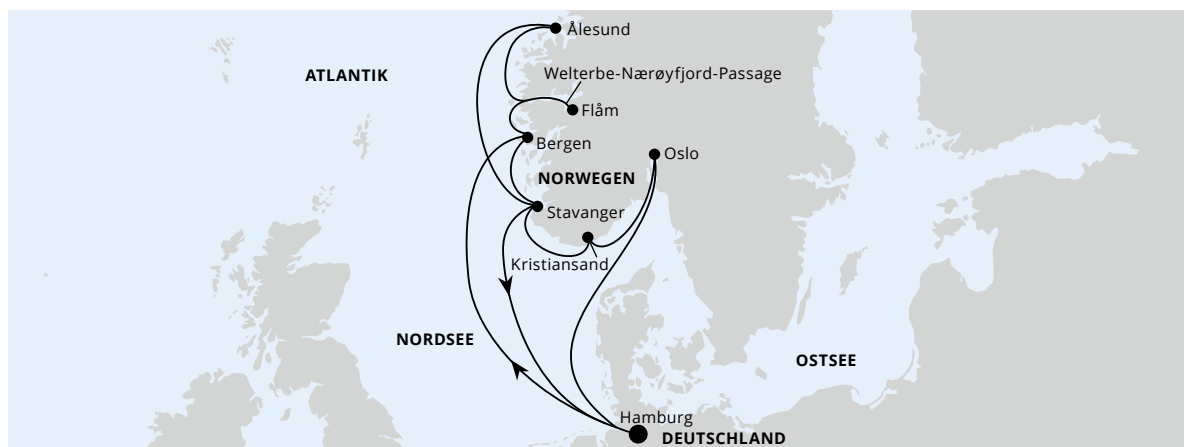 Ålesund
ATLANTIK
Welterbe-Nærøyfjord-Passage
Flåm
Bergen
Oslo
NORWEGEN
Stavanger
Kristiansand
NORDSEE
OSTSEE
Hamburg
DEUTSCHLAND